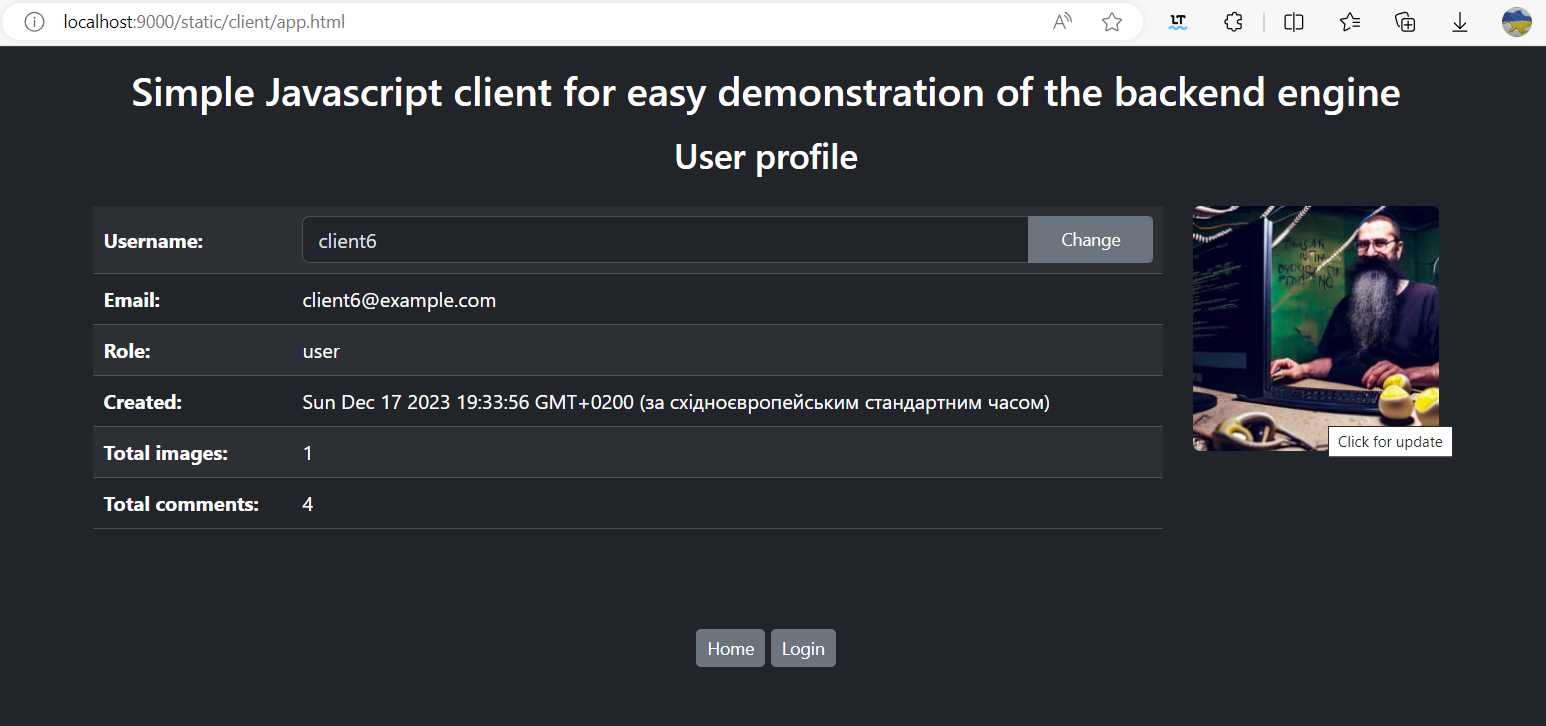 localhost:9000/static/client/app.html
Simple Javascript client for easy demonstration of the backend engine
User profile
Username: client6 Change
Email: client6@example.com
Role: user
Created: Sun Dec 17 2023 19:33:56 GMT+0200 (за східноєвропейським стандартним часом)
Total images: 1
Total comments: 4
Click for update
Home Login